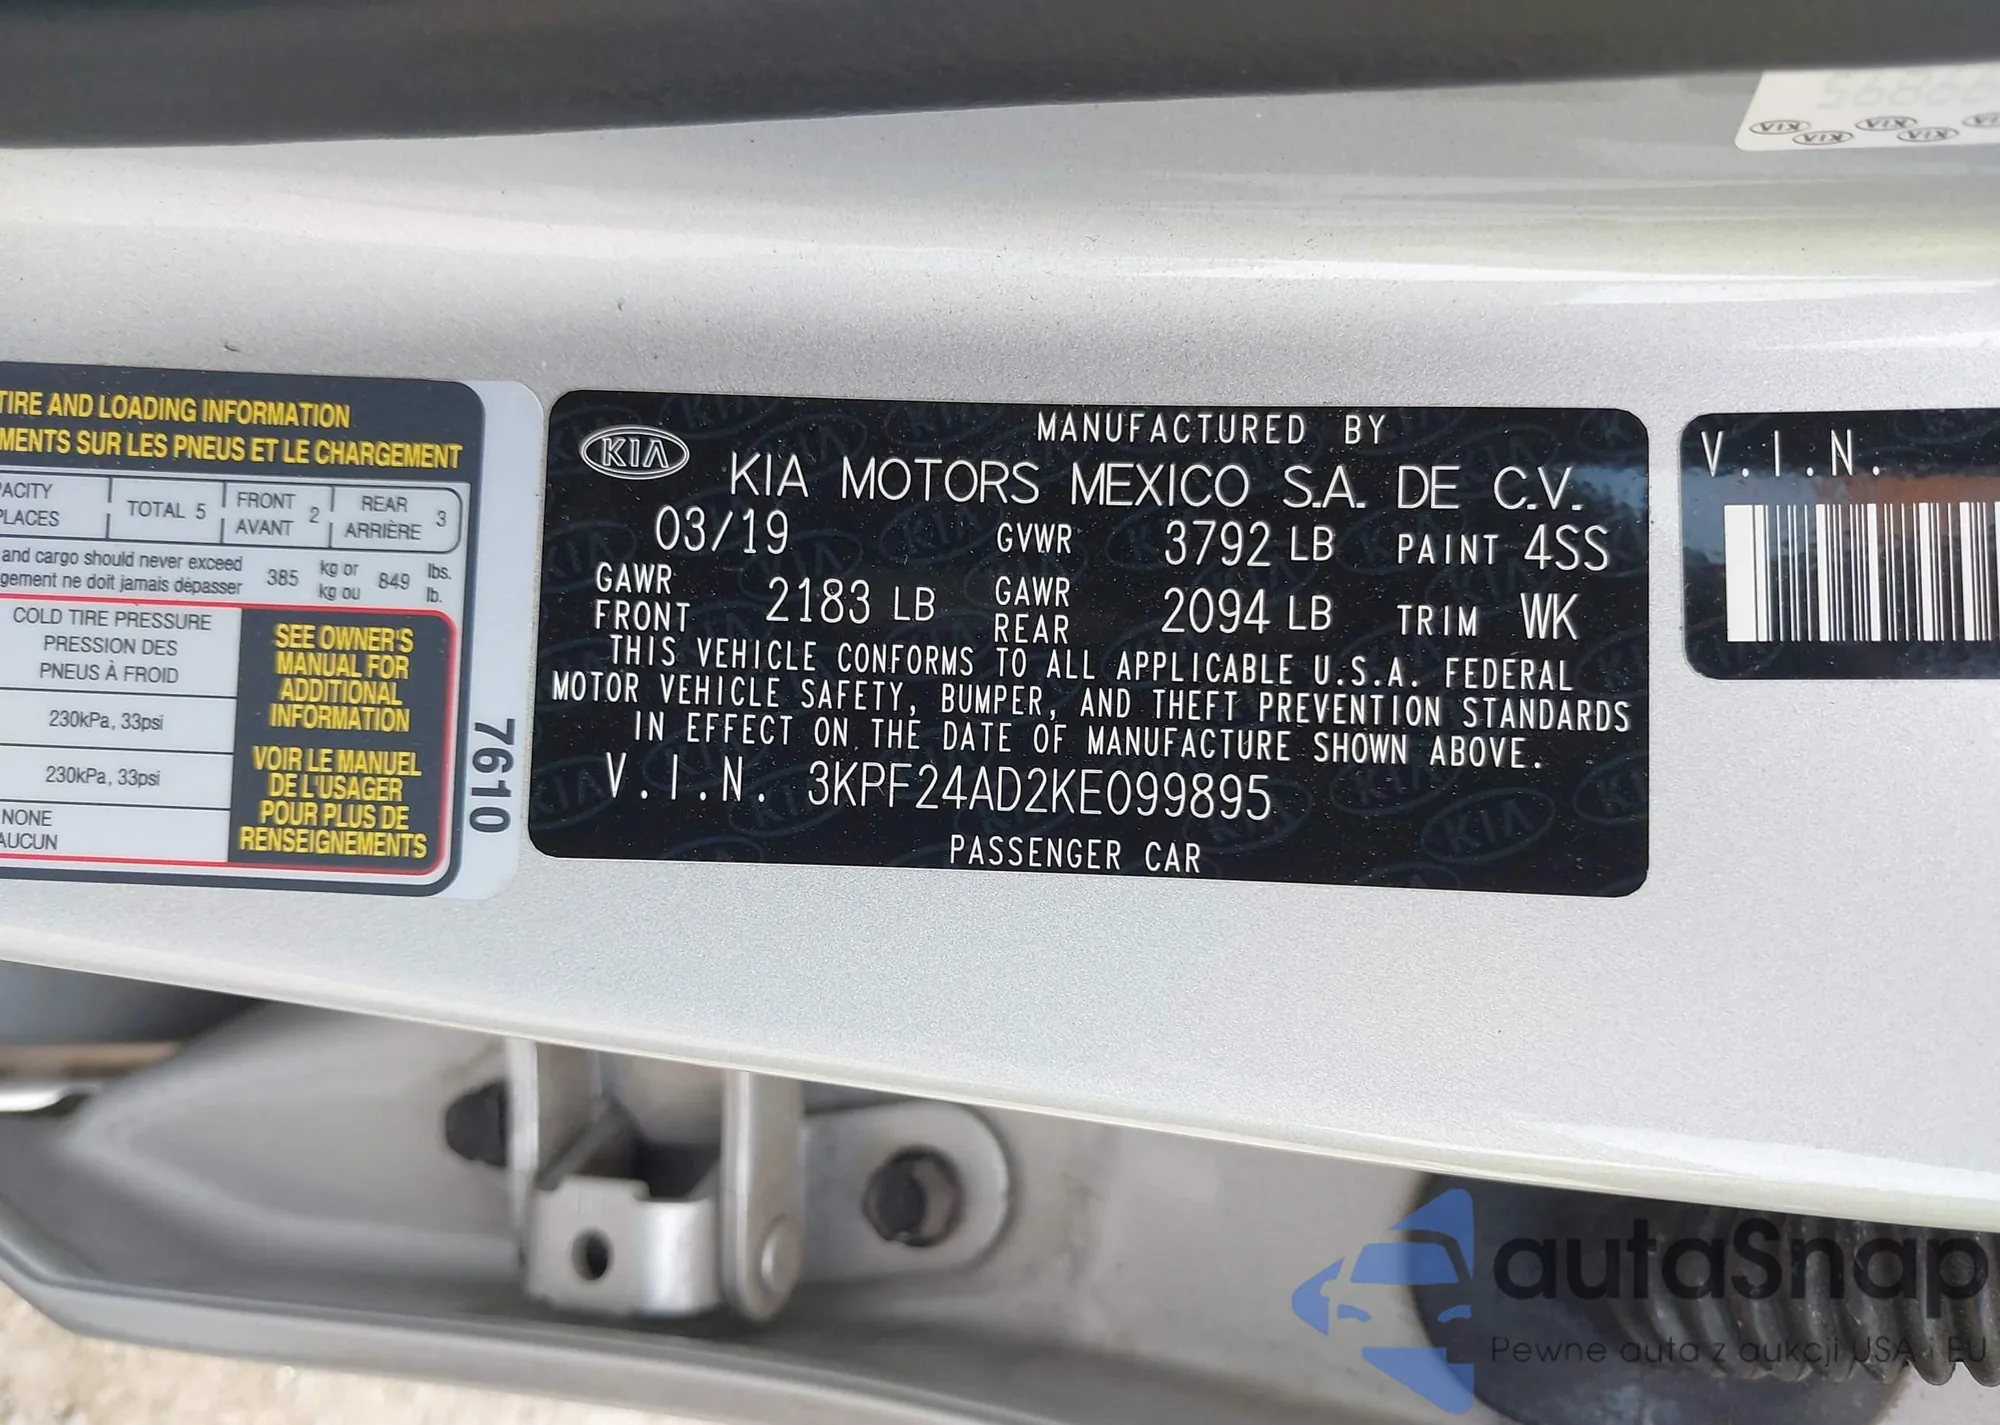 TIRE AND LOADING INFORMATION
MENTS SUR LES PNEUS ET LE CHARGEMENT
ACITY
PLACES
TOTAL 5
FRONT
AVANT
2
REAR
ARRIÈRE
3
and cargo should never exceed
gement ne doit jamais dépasser
385
kg or
kg ou
849
lbs.
lb.
COLD TIRE PRESSURE
PRESSION DES
PNEUS À FROID
230kPa, 33psi
230kPa, 33psi
NONE
AUCUN
SEE OWNER'S
MANUAL FOR
ADDITIONAL
INFORMATION
VOIR LE MANUEL
DE L'USAGER
POUR PLUS DE
RENSEIGNEMENTS
7610
KIA
MANUFACTURED BY
KIA MOTORS MEXICO S.A. DE C.V.
03/19 GVWR 3792 LB PAINT 4SS
GAWR FRONT 2183 LB GAWR REAR 2094 LB TRIM WK
THIS VEHICLE CONFORMS TO ALL APPLICABLE U.S.A. FEDERAL
MOTOR VEHICLE SAFETY, BUMPER, AND THEFT PREVENTION STANDARDS
IN EFFECT ON THE DATE OF MANUFACTURE SHOWN ABOVE.
V.I.N. 3KPF24AD2KE099895
PASSENGER CAR
V.I.N.
autaSnap
Pewne auta z aukcji USA i EU